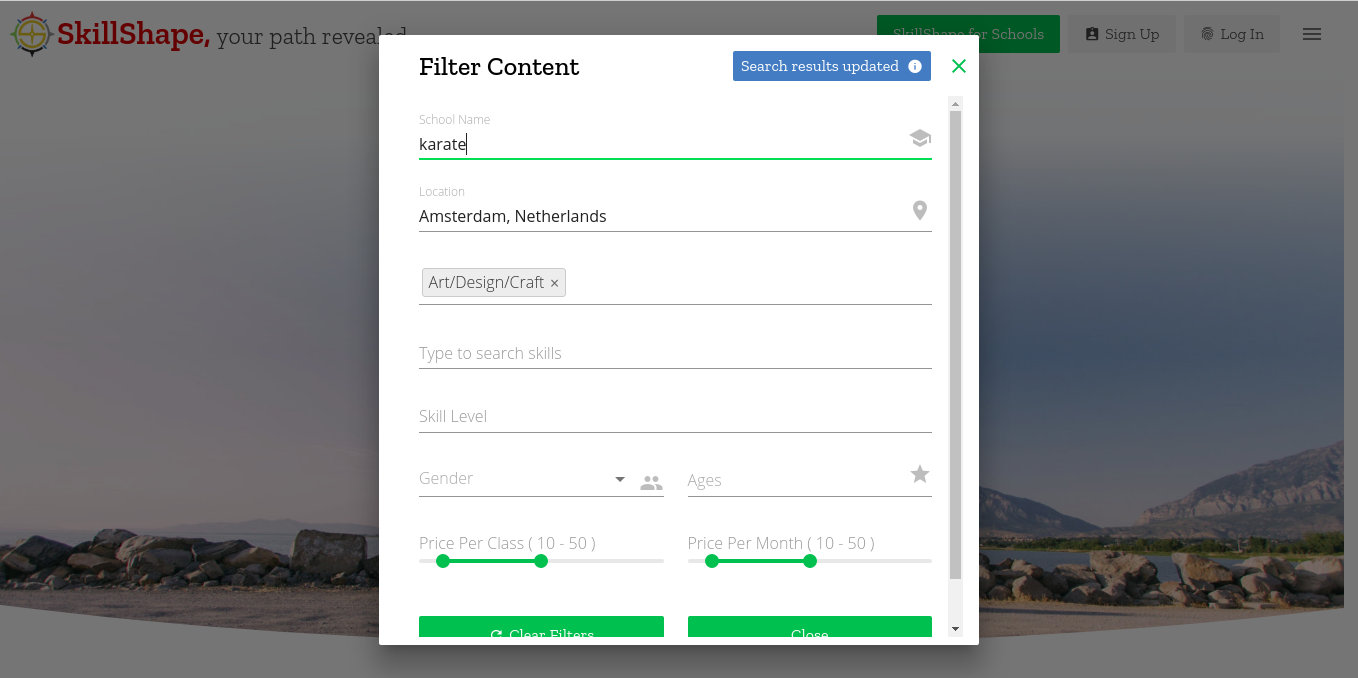 SkillShape, your path revealed
SkillShape for Schools
Sign Up
Log In
Filter Content
Search results updated
School Name
karate
Location
Amsterdam, Netherlands
Art/Design/Craft ×
Type to search skills
Skill Level
Gender
Ages
Price Per Class ( 10 - 50 )
Price Per Month ( 10 - 50 )
Clear Filters
Close